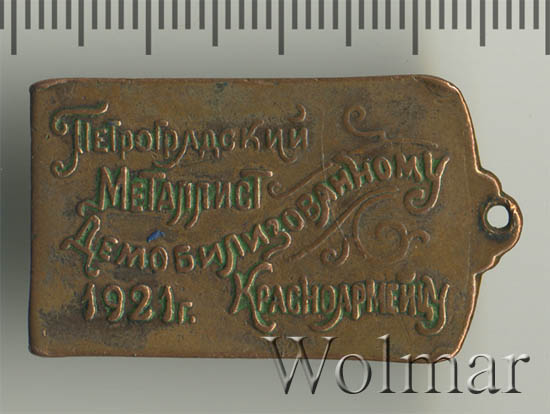 Петроградский
Металлист
Демобилизованному
Красноармейцу
1921 г.
Wolmar